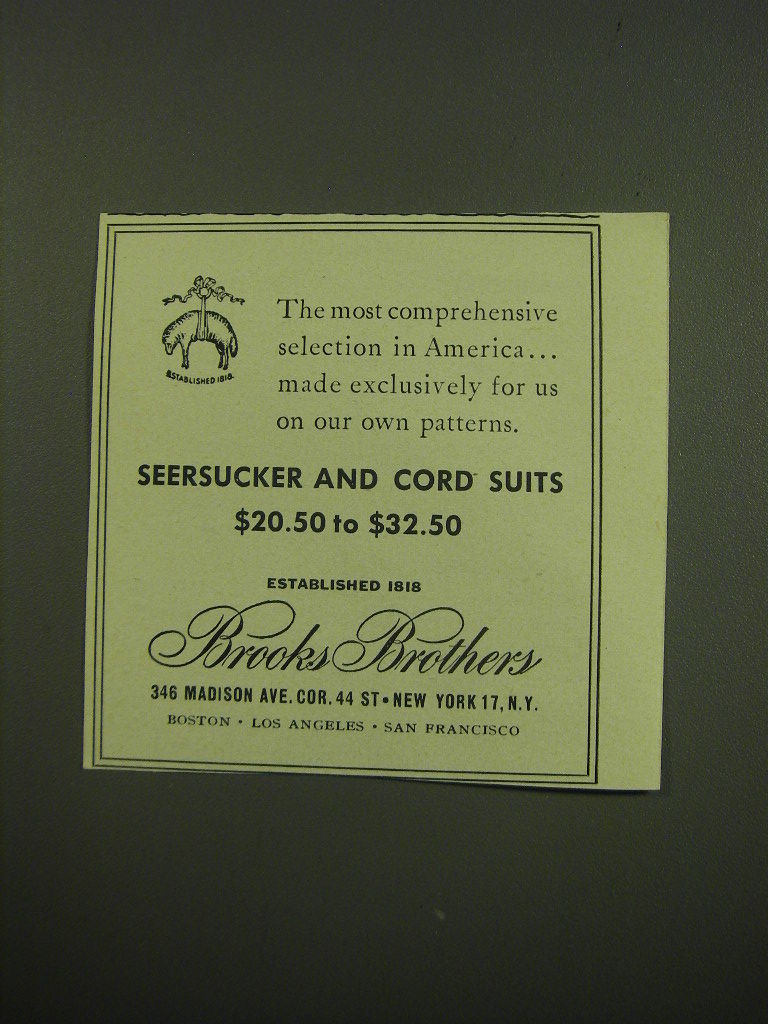 ESTABLISHED 1818.
The most comprehensive
selection in America...
made exclusively for us
on our own patterns.
SEERSUCKER AND CORD SUITS
$20.50 to $32.50
ESTABLISHED 1818
Brooks Brothers
346 MADISON AVE. COR. 44 ST • NEW YORK 17, N.Y.
BOSTON • LOS ANGELES • SAN FRANCISCO